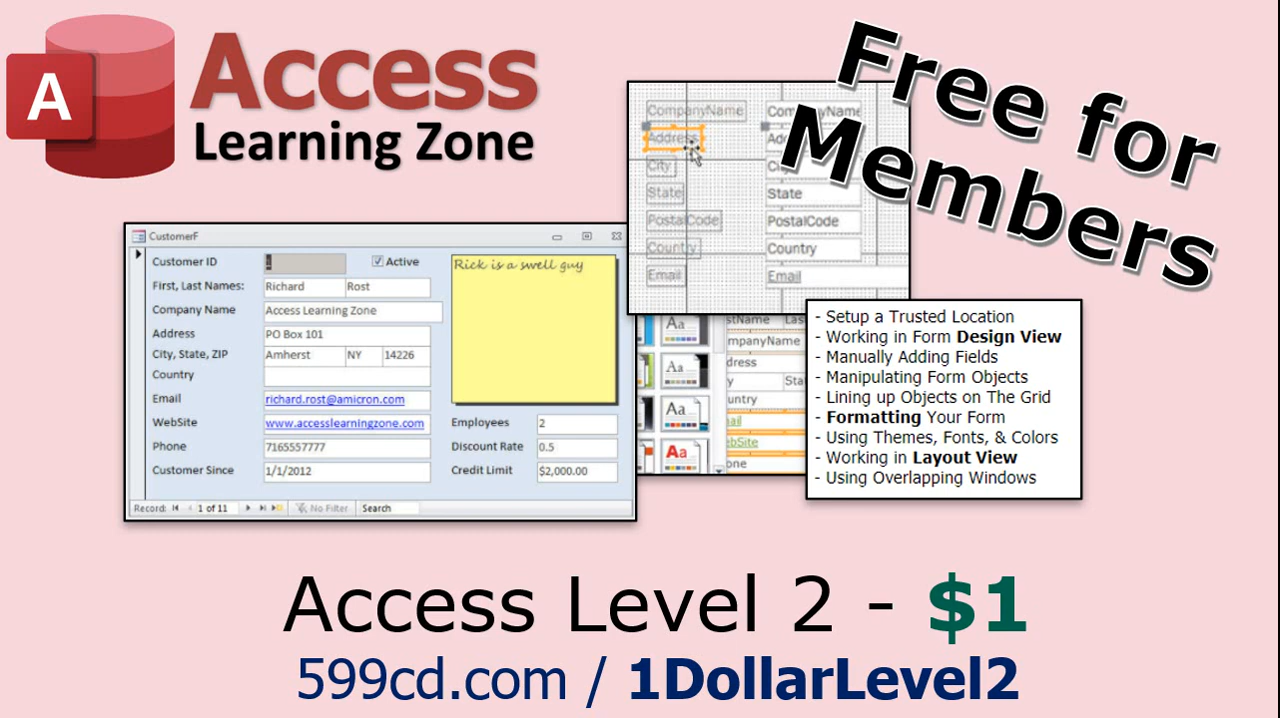 A
Access
Learning Zone
Free for
Members
CompanyName CompanyName
Address
City
State State
PostalCode PostalCode
Country Country
Email Email
CustomerF
Customer ID Active
First, Last Names: Richard Rost
Company Name Access Learning Zone
Address PO Box 101
City, State, ZIP Amherst NY 14226
Country
Email richard.rost@amicron.com
WebSite www.accesslearningzone.com
Phone 7165557777
Customer Since 1/1/2012
Rick is a swell guy
Employees 2
Discount Rate 0.5
Credit Limit $2,000.00
Record: 1 of 11 No Filter Search
Aa
Aa
Aa
Aa
- Setup a Trusted Location
- Working in Form Design View
- Manually Adding Fields
- Manipulating Form Objects
- Lining up Objects on The Grid
- Formatting Your Form
- Using Themes, Fonts, & Colors
- Working in Layout View
- Using Overlapping Windows
Access Level 2 - $1
599cd.com / 1DollarLevel2